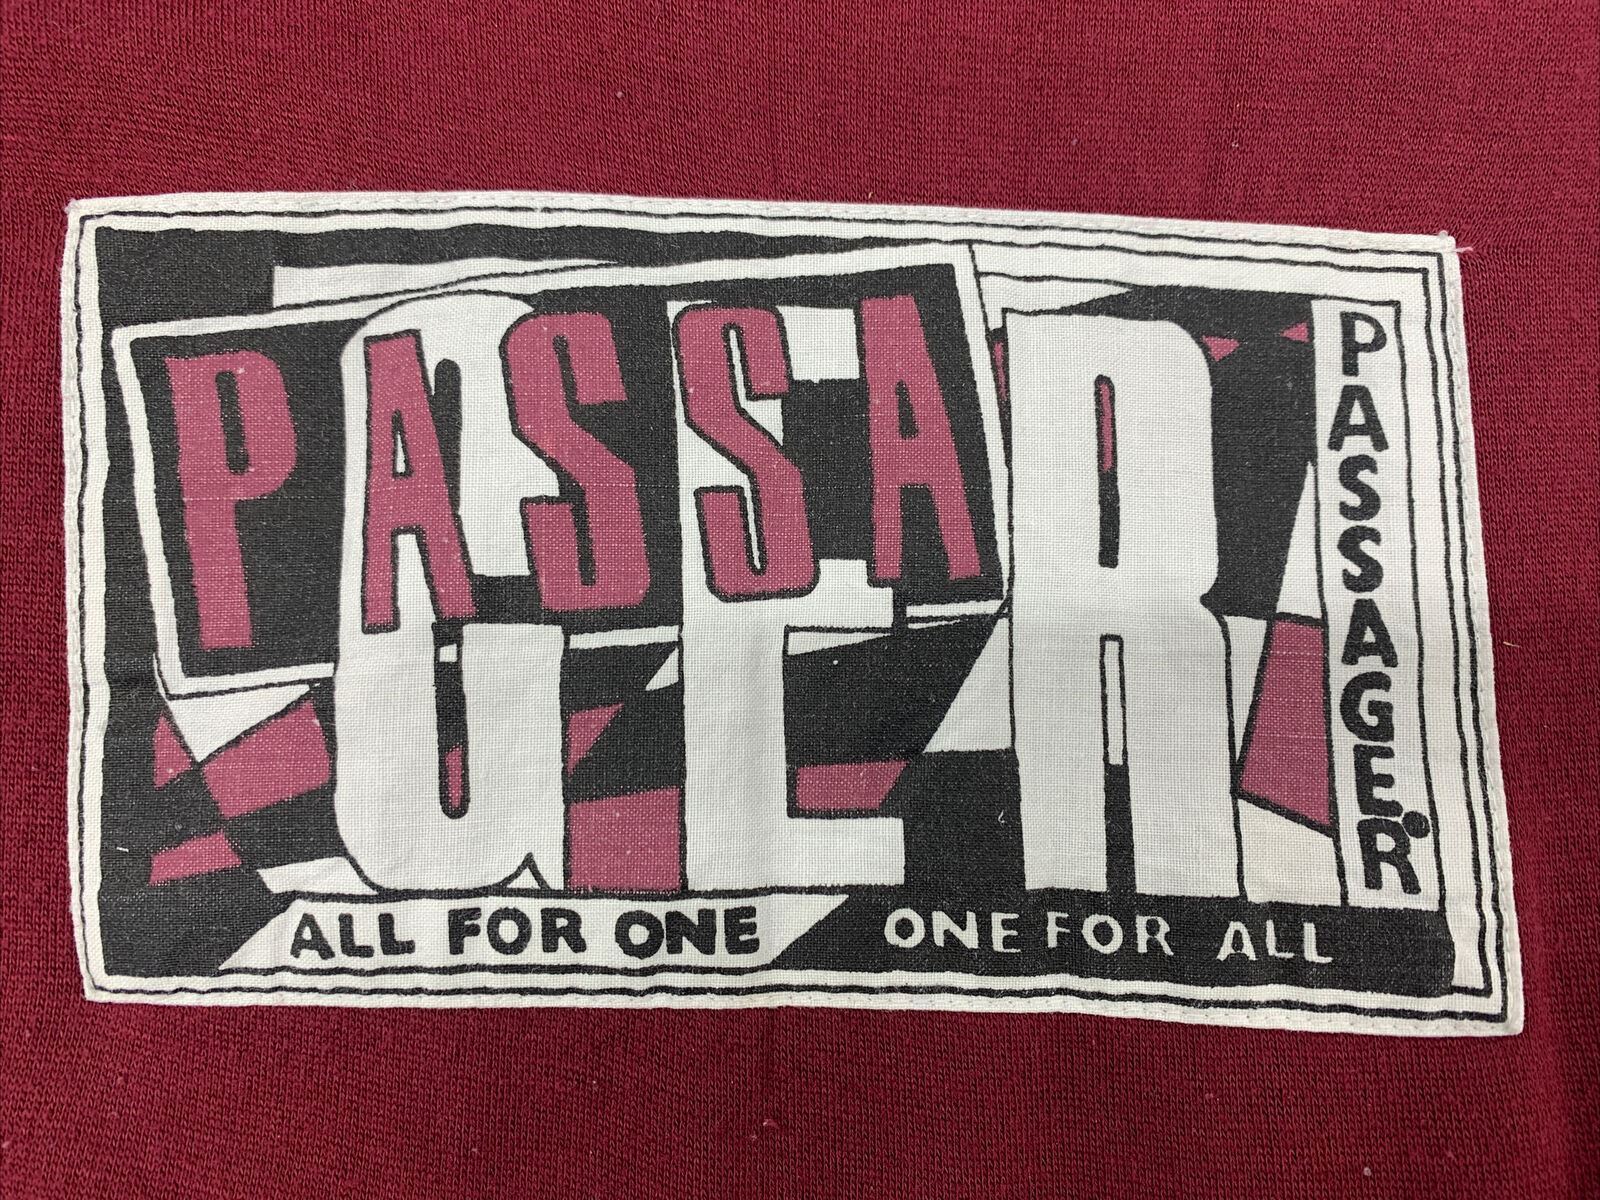 PASSA
GER
PASSAGER
ALL FOR ONE ONE FOR ALL